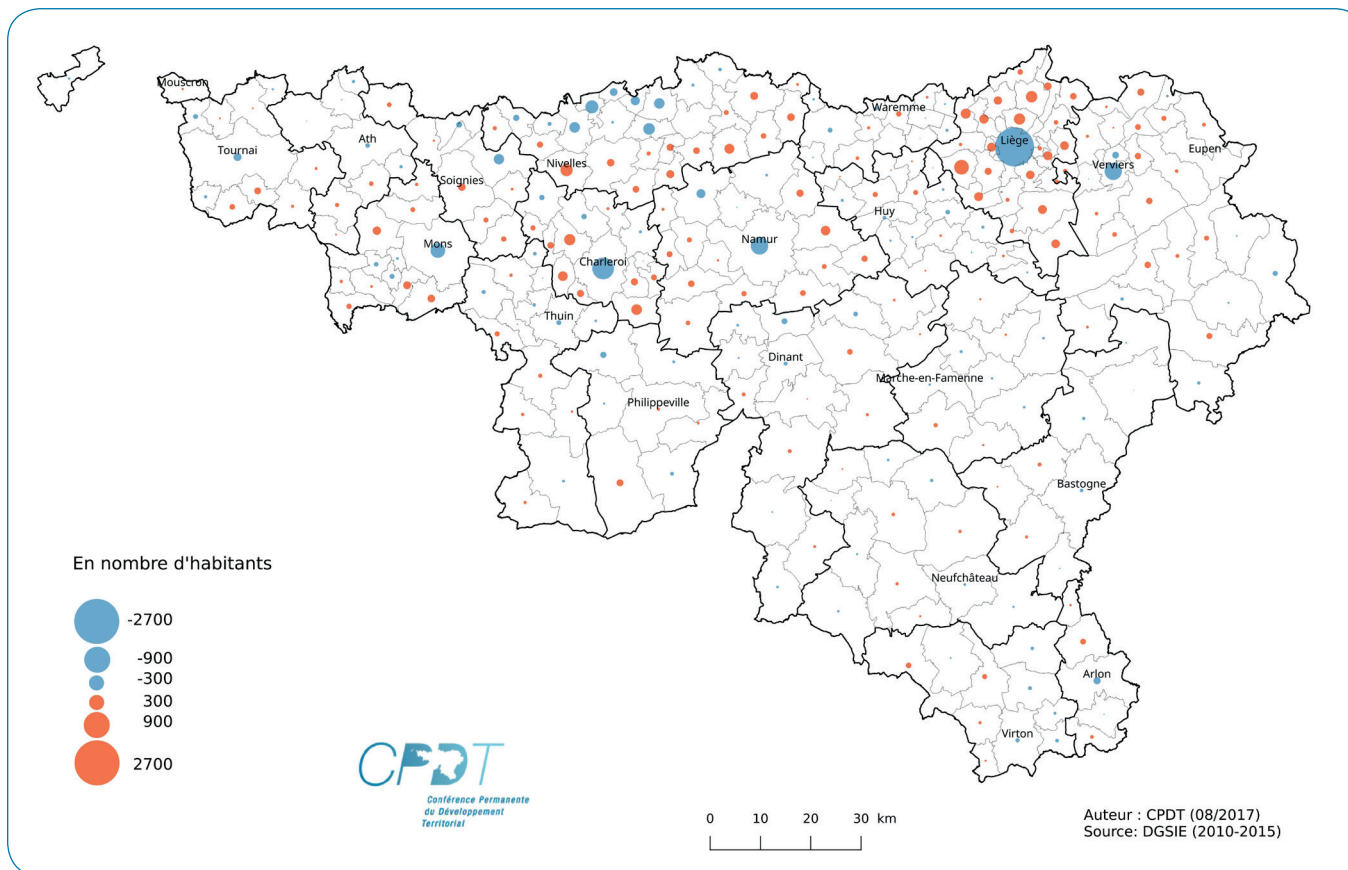 Mouscron
Waremme
Ath
Liège
Tournai
Eupen
Nivelles
Verviers
Soignies
Huy
Namur
Mons
Charleroi
Thuin
Dinant
Marche-en-Famenne
Philippeville
Bastogne
Neufchâteau
Arlon
Virton
En nombre d'habitants
-2700
-900
-300
300
900
2700
CPDT
Conférence Permanente
du Développement
Territorial
0 10 20 30 km
Auteur : CPDT (08/2017)
Source: DGSIE (2010-2015)